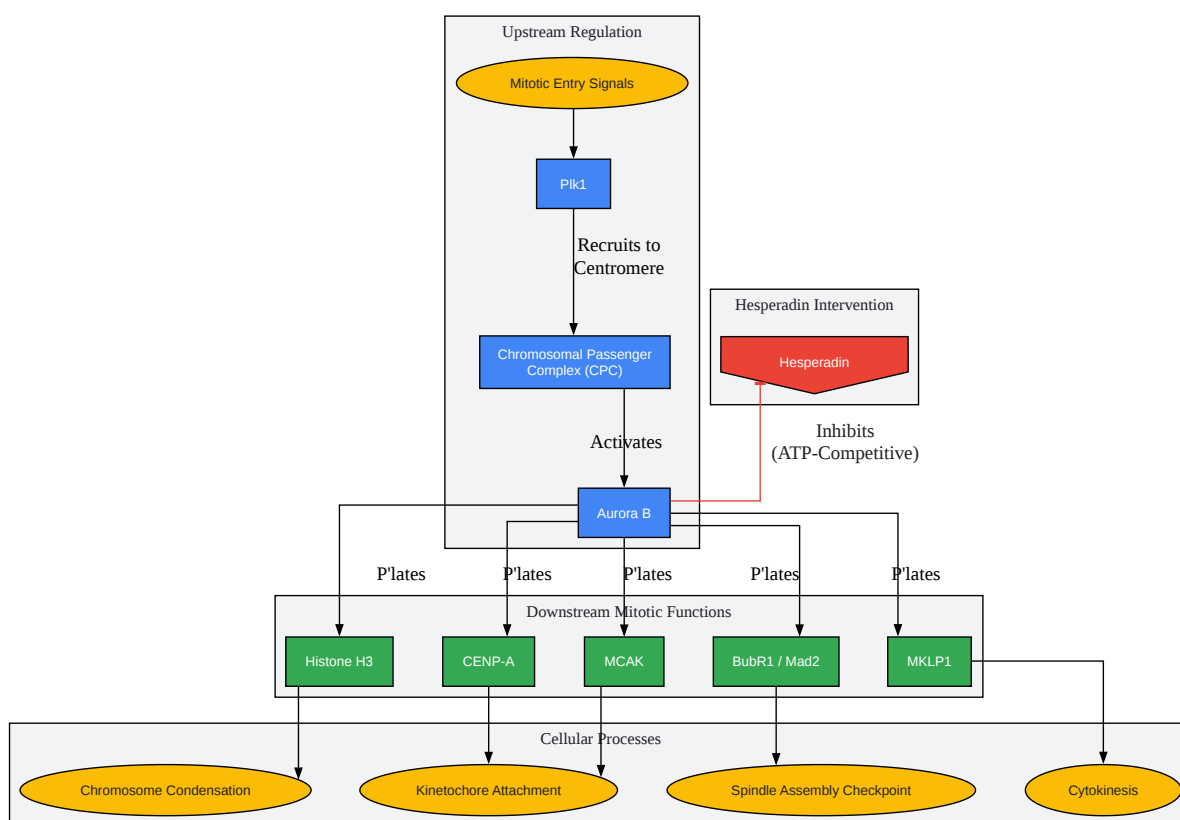 Upstream Regulation
Mitotic Entry Signals
Plk1
Recruits to
Centromere
Hesperadin Intervention
Chromosomal Passenger
Complex (CPC)
Hesperadin
Activates
Inhibits
(ATP-Competitive)
Aurora B
P'lates
P'lates
P'lates
P'lates
P'lates
Downstream Mitotic Functions
Histone H3
CENP-A
MCAK
BubR1 / Mad2
MKLP1
Cellular Processes
Chromosome Condensation
Kinetochore Attachment
Spindle Assembly Checkpoint
Cytokinesis